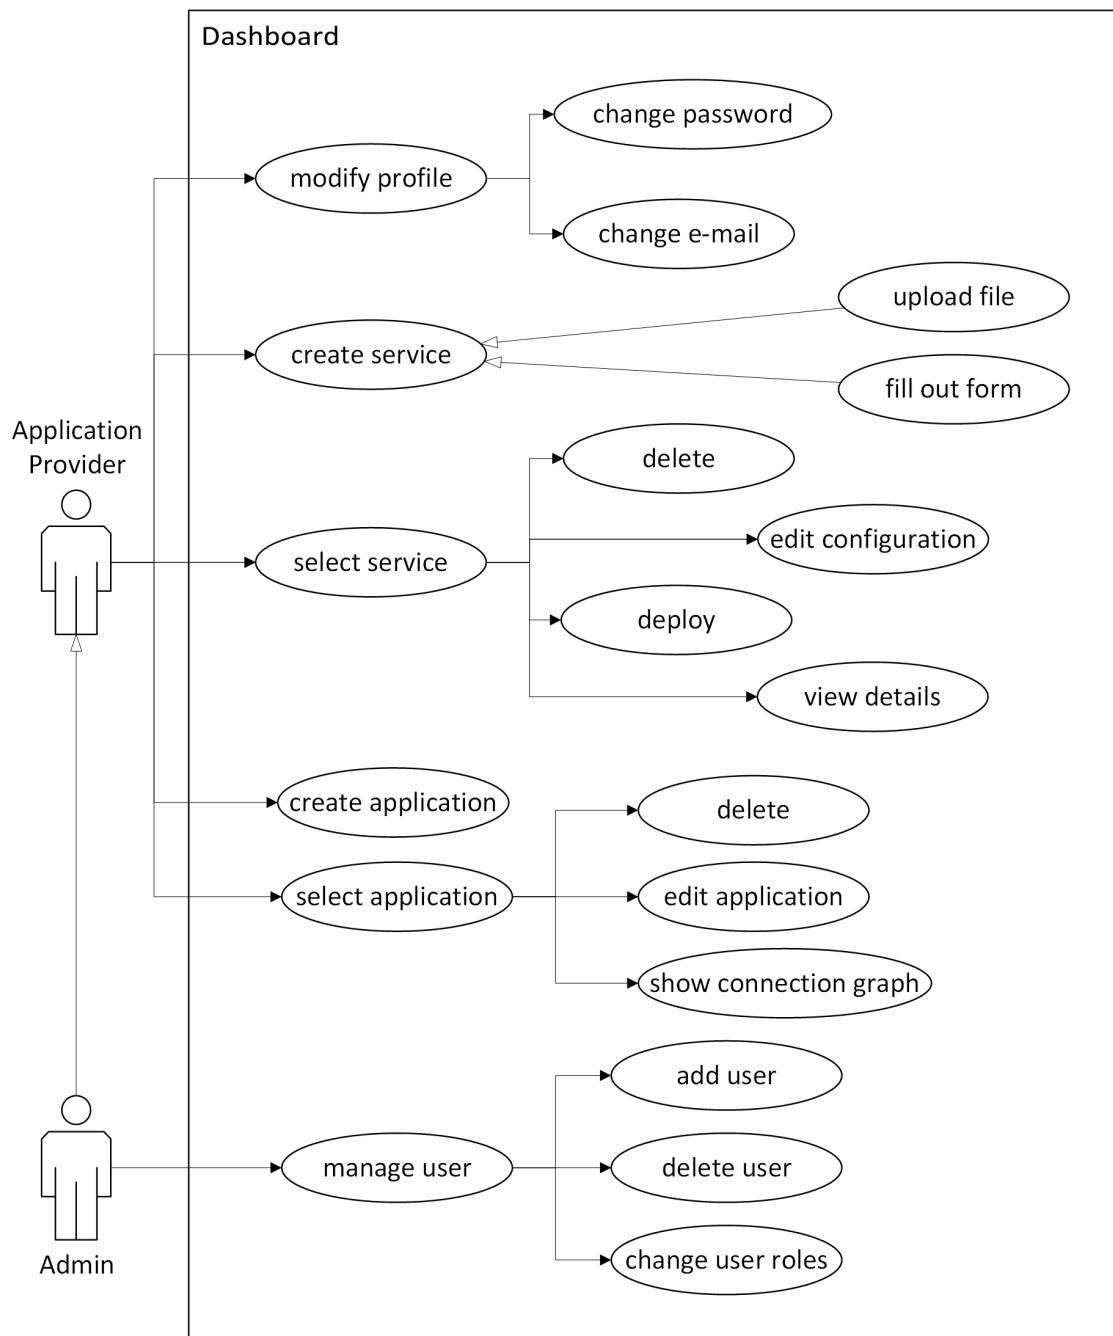 Dashboard
change password
modify profile
change e-mail
upload file
create service
fill out form
Application
Provider
delete
edit configuration
select service
deploy
view details
create application
delete
select application
edit application
show connection graph
add user
manage user
delete user
change user roles
Admin